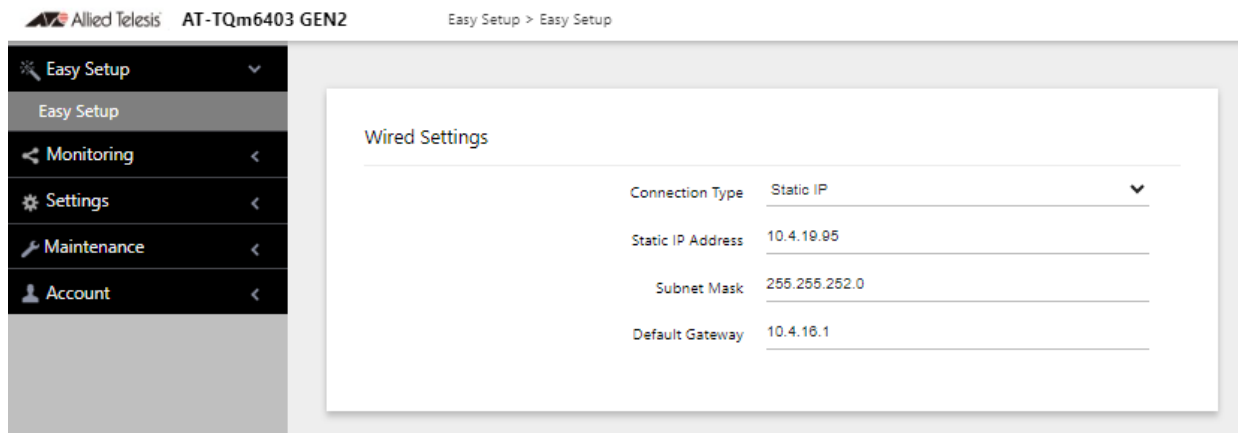 Allied Telesis AT-TQm6403 GEN2 Easy Setup > Easy Setup
Easy Setup
Easy Setup
Monitoring
Settings
Maintenance
Account
Wired Settings
Connection Type Static IP
Static IP Address 10.4.19.95
Subnet Mask 255.255.252.0
Default Gateway 10.4.16.1